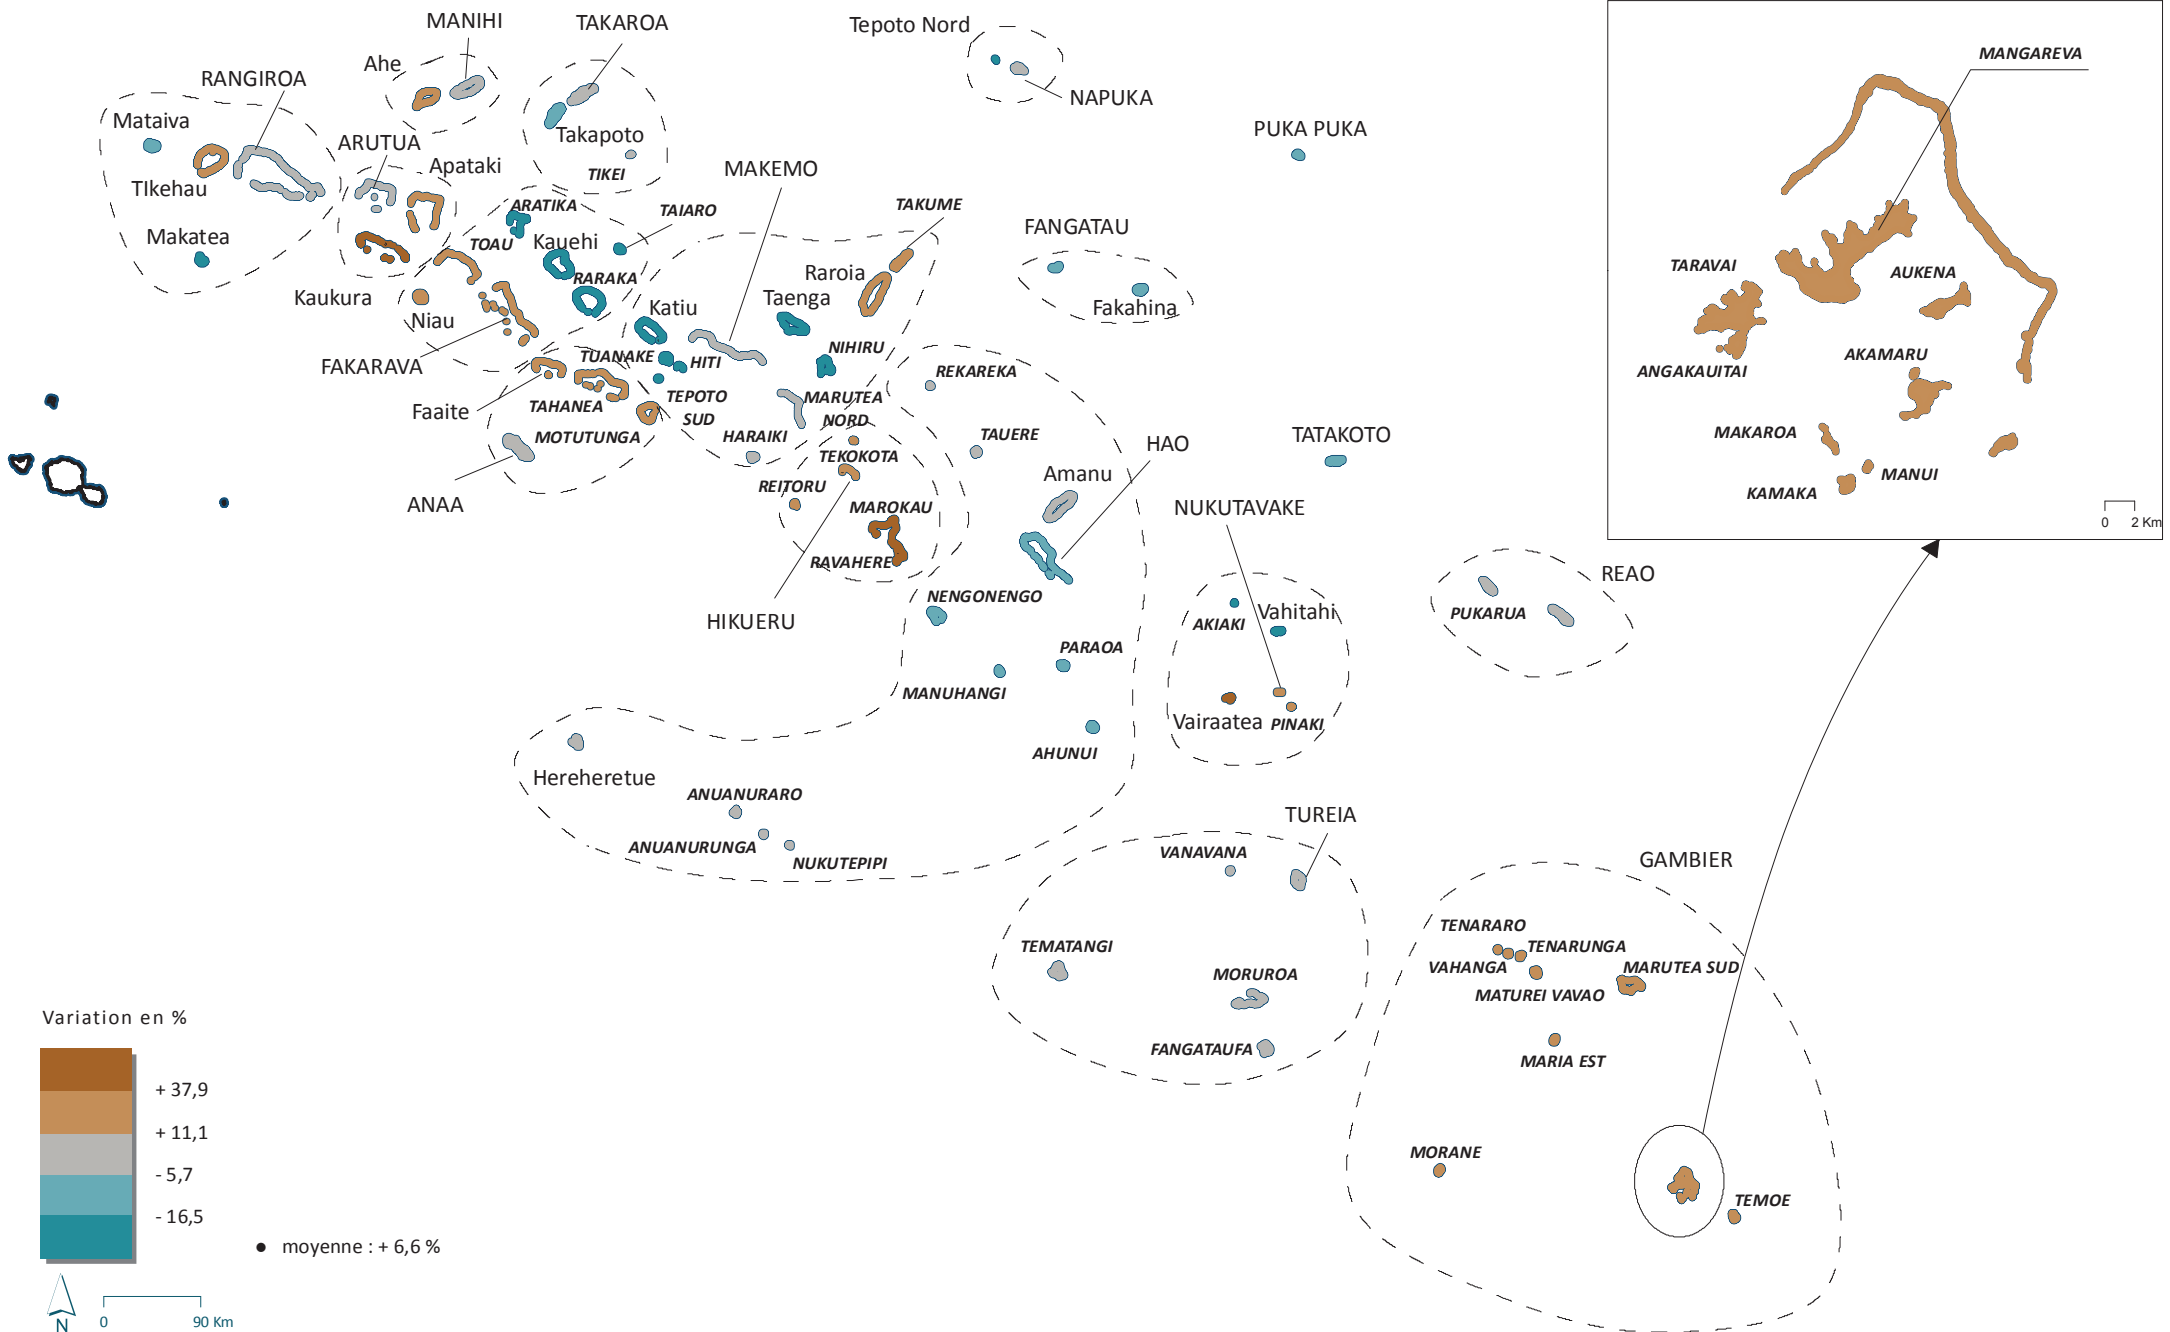 MANIHI
TAKAROA
Tepoto Nord
Ahe
RANGIROA
NAPUKA
MANGAREVA
Mataiva
ARUTUA
Apataki
Takapoto
PUKA PUKA
TIKEI
MAKEMO
TIkehau
ARATIKA
TAIARO
TAKUME
FANGATAU
Makatea
TOAU
Kauehi
RARAKA
Raroia
TARAVAI
AUKENA
Kaukura
Niau
Katiu
Taenga
Fakahina
FAKARAVA
TUANAKE
HITI
NIHIRU
REKAREKA
AKAMARU
ANGAKAUITAI
Faaite
TAHANEA
TEPOTO
SUD
MARUTEA
NORD
MOTUTUNGA
HARAIKI
TAUERE
HAO
TATAKOTO
MAKAROA
TEKOKOTA
Amanu
MANUI
KAMAKA
ANAA
REITORU
MAROKAU
NUKUTAVAKE
0 2 Km
RAVAHERE
REAO
NENGONENGO
HIKUERU
AKIAKI
Vahitahi
PUKARUA
PARAOA
MANUHANGI
Vairaatea
PINAKI
AHUNUI
Hereheretue
ANUANURARO
ANUANURUNGA
NUKUTEPIPI
TUREIA
VANAVANA
GAMBIER
TEMATANGI
MORUROA
TENARARO
TENARUNGA
VAHANGA
MARUTEA SUD
MATUREI VAVAO
FANGATAUFA
MARIA EST
MORANE
TEMOE
Variation en %
+ 37,9
+ 11,1
- 5,7
- 16,5
● moyenne : + 6,6 %
N
0 90 Km